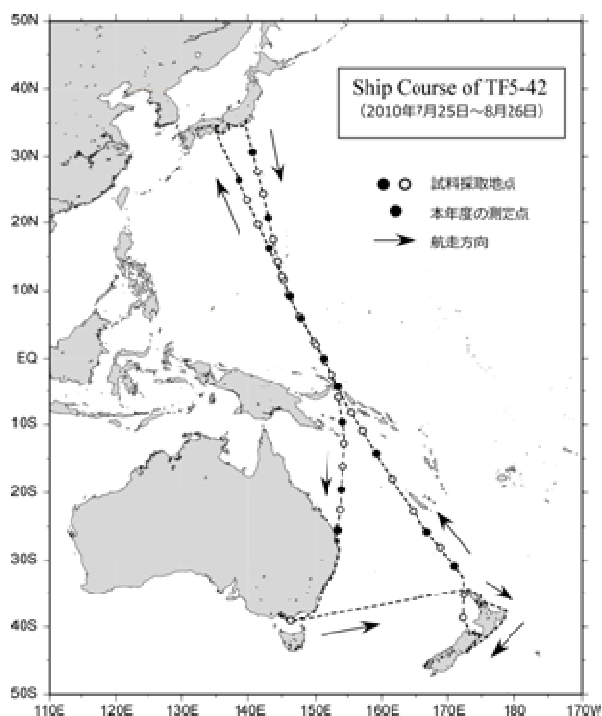 50N
40N
30N
20N
10N
EQ
10S
20S
30S
40S
50S
Ship Course of TF5-42
(2010年7月25日~8月26日)
試料採取地点
本年度の測定点
航走方向
110E 120E 130E 140E 150E 160E 170E 180 170W